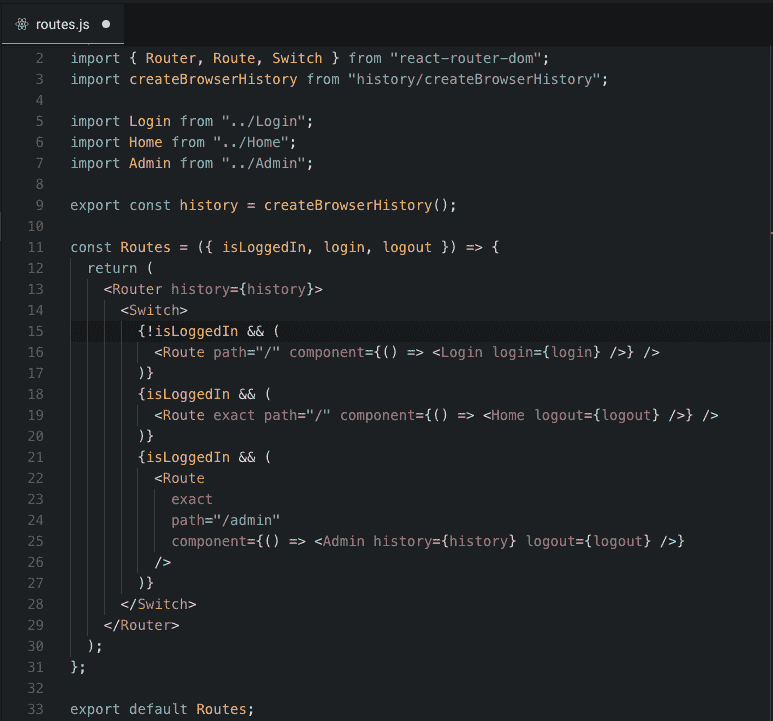 routes.js
2 import { Router, Route, Switch } from "react-router-dom";
3 import createBrowserHistory from "history/createBrowserHistory";
4
5 import Login from "../Login";
6 import Home from "../Home";
7 import Admin from "../Admin";
8
9 export const history = createBrowserHistory();
10
11 const Routes = ({ isLoggedIn, login, logout }) => {
12   return (
13     <Router history={history}>
14       <Switch>
15         {!isLoggedIn && (
16           <Route path="/" component={() => <Login login={login} />} />
17         )}
18         {isLoggedIn && (
19           <Route exact path="/" component={() => <Home logout={logout} />} />
20         )}
21         {isLoggedIn && (
22           <Route
23             exact
24             path="/admin"
25             component={() => <Admin history={history} logout={logout} />}
26           />
27         )}
28       </Switch>
29     </Router>
30   );
31 };
32
33 export default Routes;